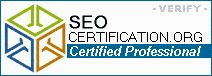 - VERIFY -
SEO
CERTIFICATION.ORG
Certified Professional